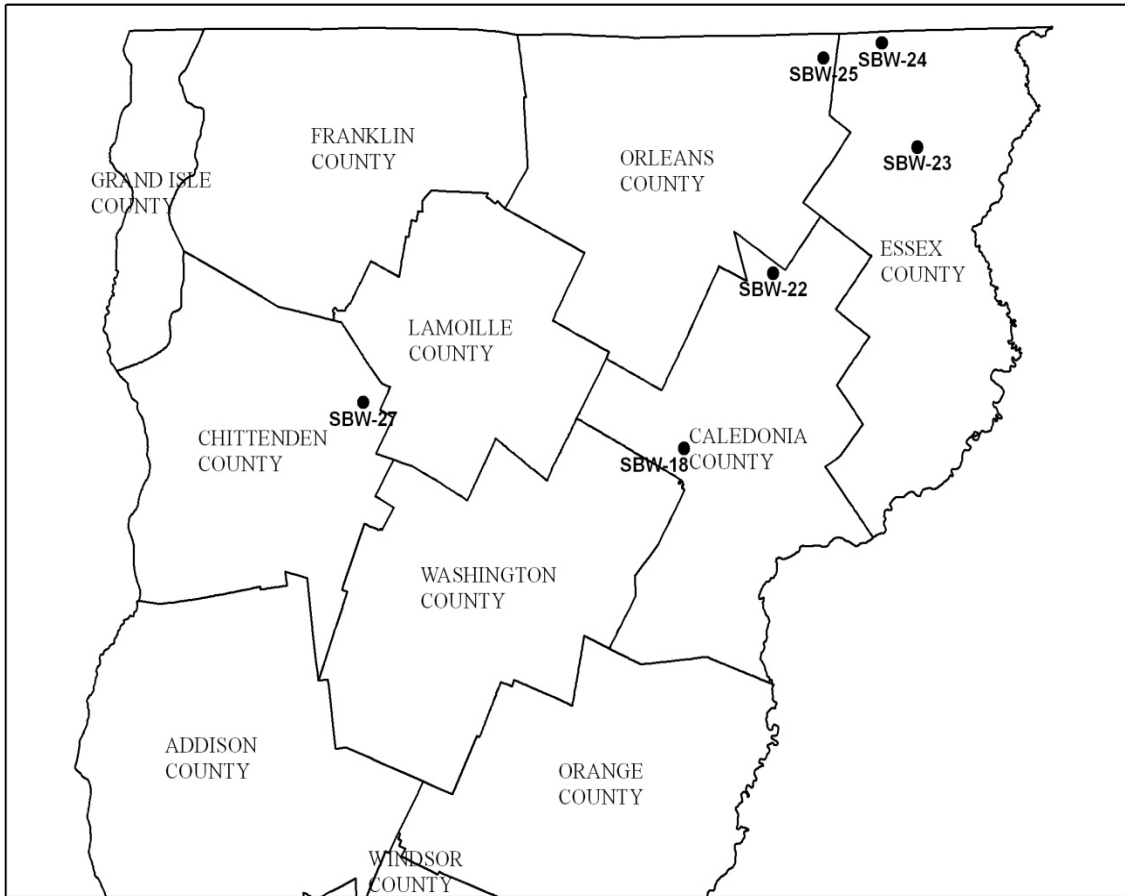 SBW-25
SBW-24
FRANKLIN
COUNTY
ORLEANS
COUNTY
SBW-23
GRAND ISLE
COUNTY
ESSEX
COUNTY
SBW-22
LAMOILLE
COUNTY
SBW-27
CHITTENDEN
COUNTY
CALEDONIA
COUNTY
SBW-18
WASHINGTON
COUNTY
ADDISON
COUNTY
ORANGE
COUNTY
WINDSOR
COUNTY